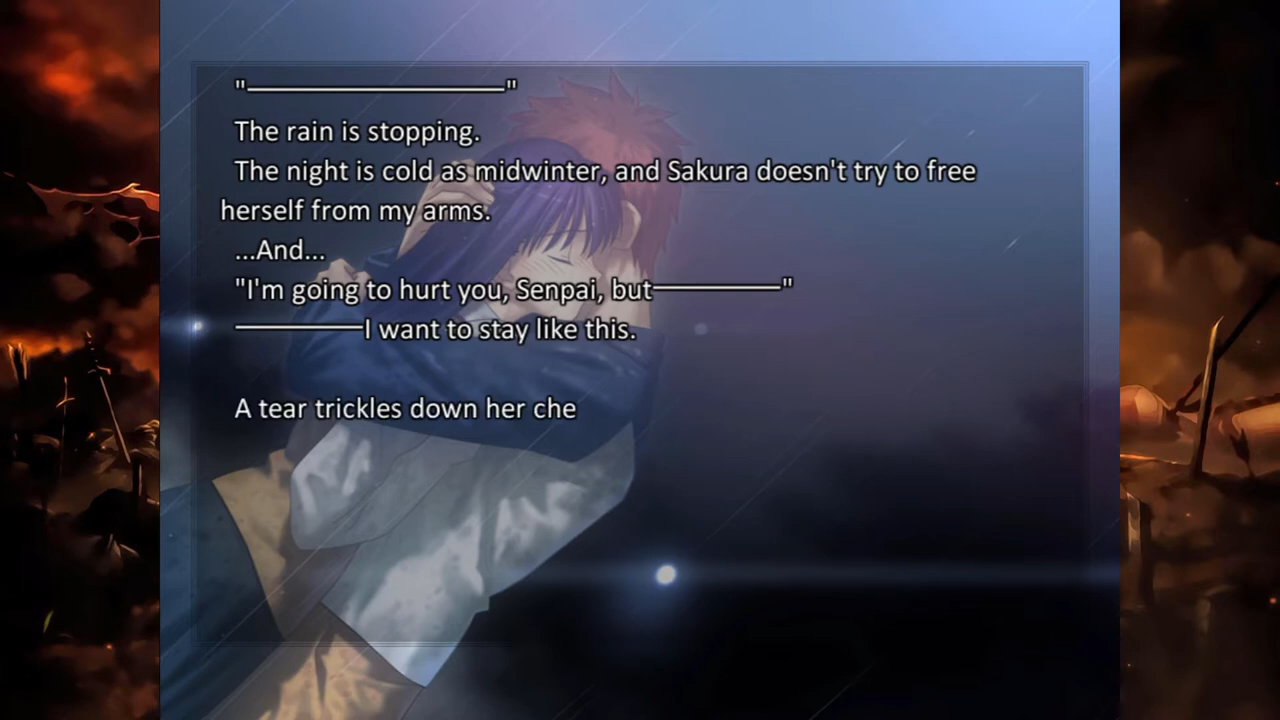 "――――――――――"
The rain is stopping.
The night is cold as midwinter, and Sakura doesn't try to free
herself from my arms.
...And...
"I'm going to hurt you, Senpai, but―――――"
―――――I want to stay like this.
A tear trickles down her che